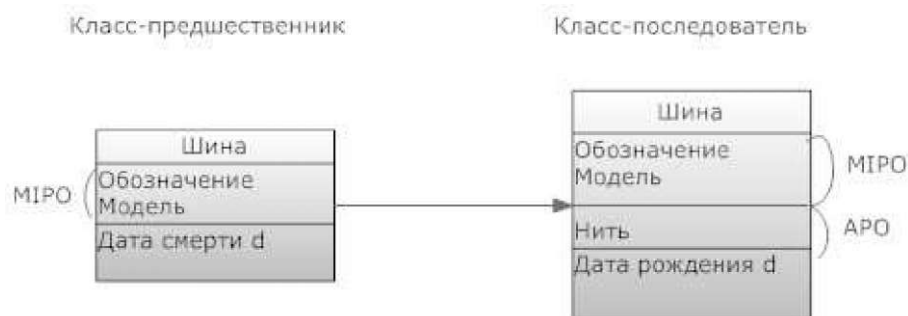 Класс-предшественник
Класс-последователь
Шина
MIPO
Обозначение
Модель
Дата смерти d
Шина
Обозначение
Модель
MIPO
Нить
APO
Дата рождения d